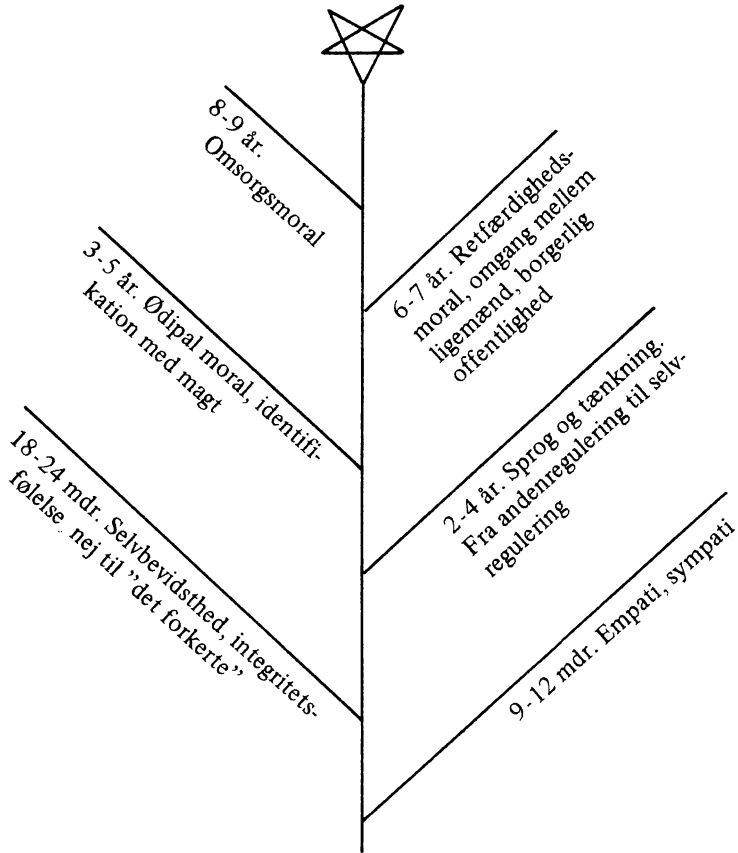 8-9 år.
Omsorgsmoral
6-7 år. Retfærdigheds-
moral, omgang mellem
ligemænd, borgerlig
offentlighed
3-5 år. Ødipal moral, identifi-
kation med magt
2-4 år. Sprog og tænkning.
Fra andenregulering til selv-
regulering
18-24 mdr. Selvbevidsthed, integritets-
følelse, nej til ”det forkerte”
9-12 mdr. Empati, sympati